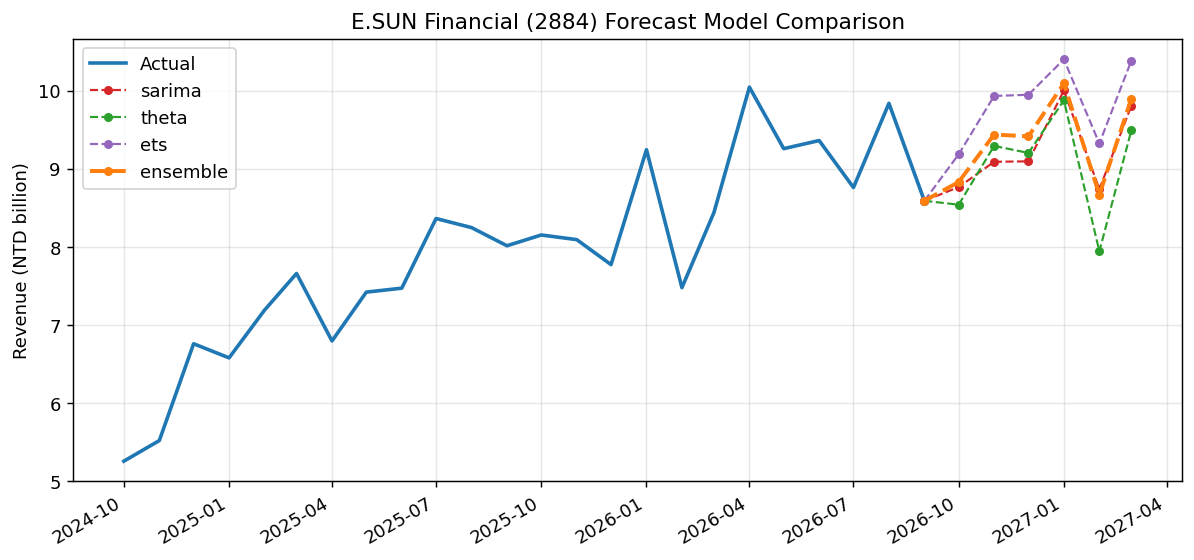 E.SUN Financial (2884) Forecast Model Comparison
Actual
sarima
theta
ets
ensemble
Revenue (NTD billion)
10
9
8
7
6
5
2024-10
2025-01
2025-04
2025-07
2025-10
2026-01
2026-04
2026-07
2026-10
2027-01
2027-04